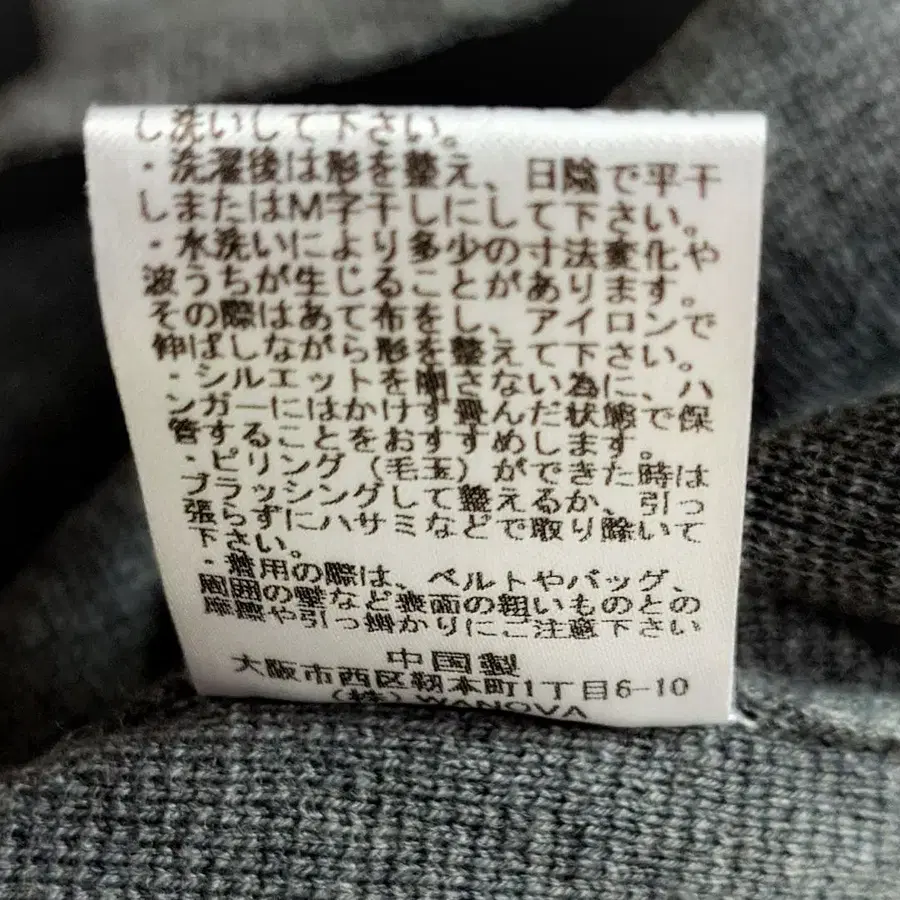 し洗いして下さい。
・洗濯後は形を整え、日陰で平干
しまたはM字干しにして下さい。
・水洗いにより多少の寸法変化や
波うちが生じることがあります。
その際はあて布をし、アイロンで
伸ばしながら形を整えて下さい。
・シルエットを崩さない為に、ハ
ンガーにはかけず畳んだ状態で保
管することをおすすめします。
・ピリング（毛玉）ができた時は
ブラッシングして整えるか、引っ
張らずにハサミなどで取り除いて
下さい。
・着用の際は、ベルトやバッグ、
周囲の壁など表面の粗いものとの
摩擦や引っ掛かりにご注意下さい
中国製
大阪市西区靭本町1丁目6-10
(株) WANOVA